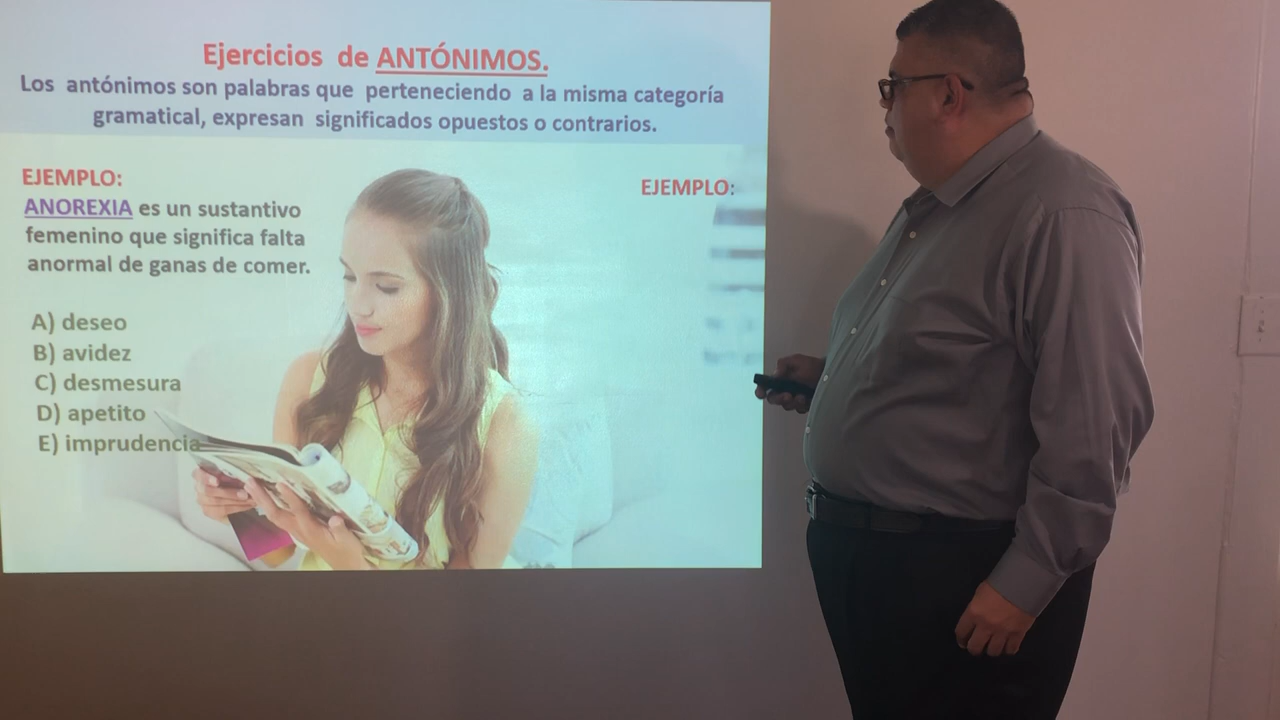 Ejercicios de ANTÓNIMOS.
Los antónimos son palabras que perteneciendo a la misma categoría
gramatical, expresan significados opuestos o contrarios.
EJEMPLO:
ANOREXIA es un sustantivo
femenino que significa falta
anormal de ganas de comer.
A) deseo
B) avidez
C) desmesura
D) apetito
E) imprudencia
EJEMPLO: